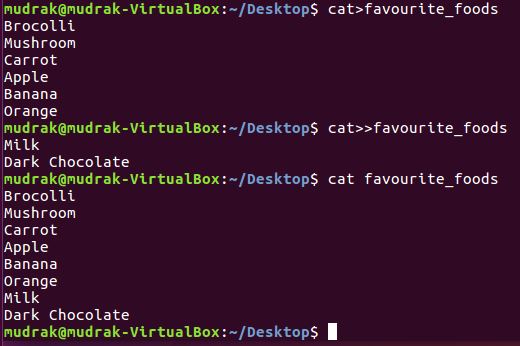 mudrak@mudrak-VirtualBox:~/Desktop$ cat>favourite_foods
Brocolli
Mushroom
Carrot
Apple
Banana
Orange
mudrak@mudrak-VirtualBox:~/Desktop$ cat>>favourite_foods
Milk
Dark Chocolate
mudrak@mudrak-VirtualBox:~/Desktop$ cat favourite_foods
Brocolli
Mushroom
Carrot
Apple
Banana
Orange
Milk
Dark Chocolate
mudrak@mudrak-VirtualBox:~/Desktop$